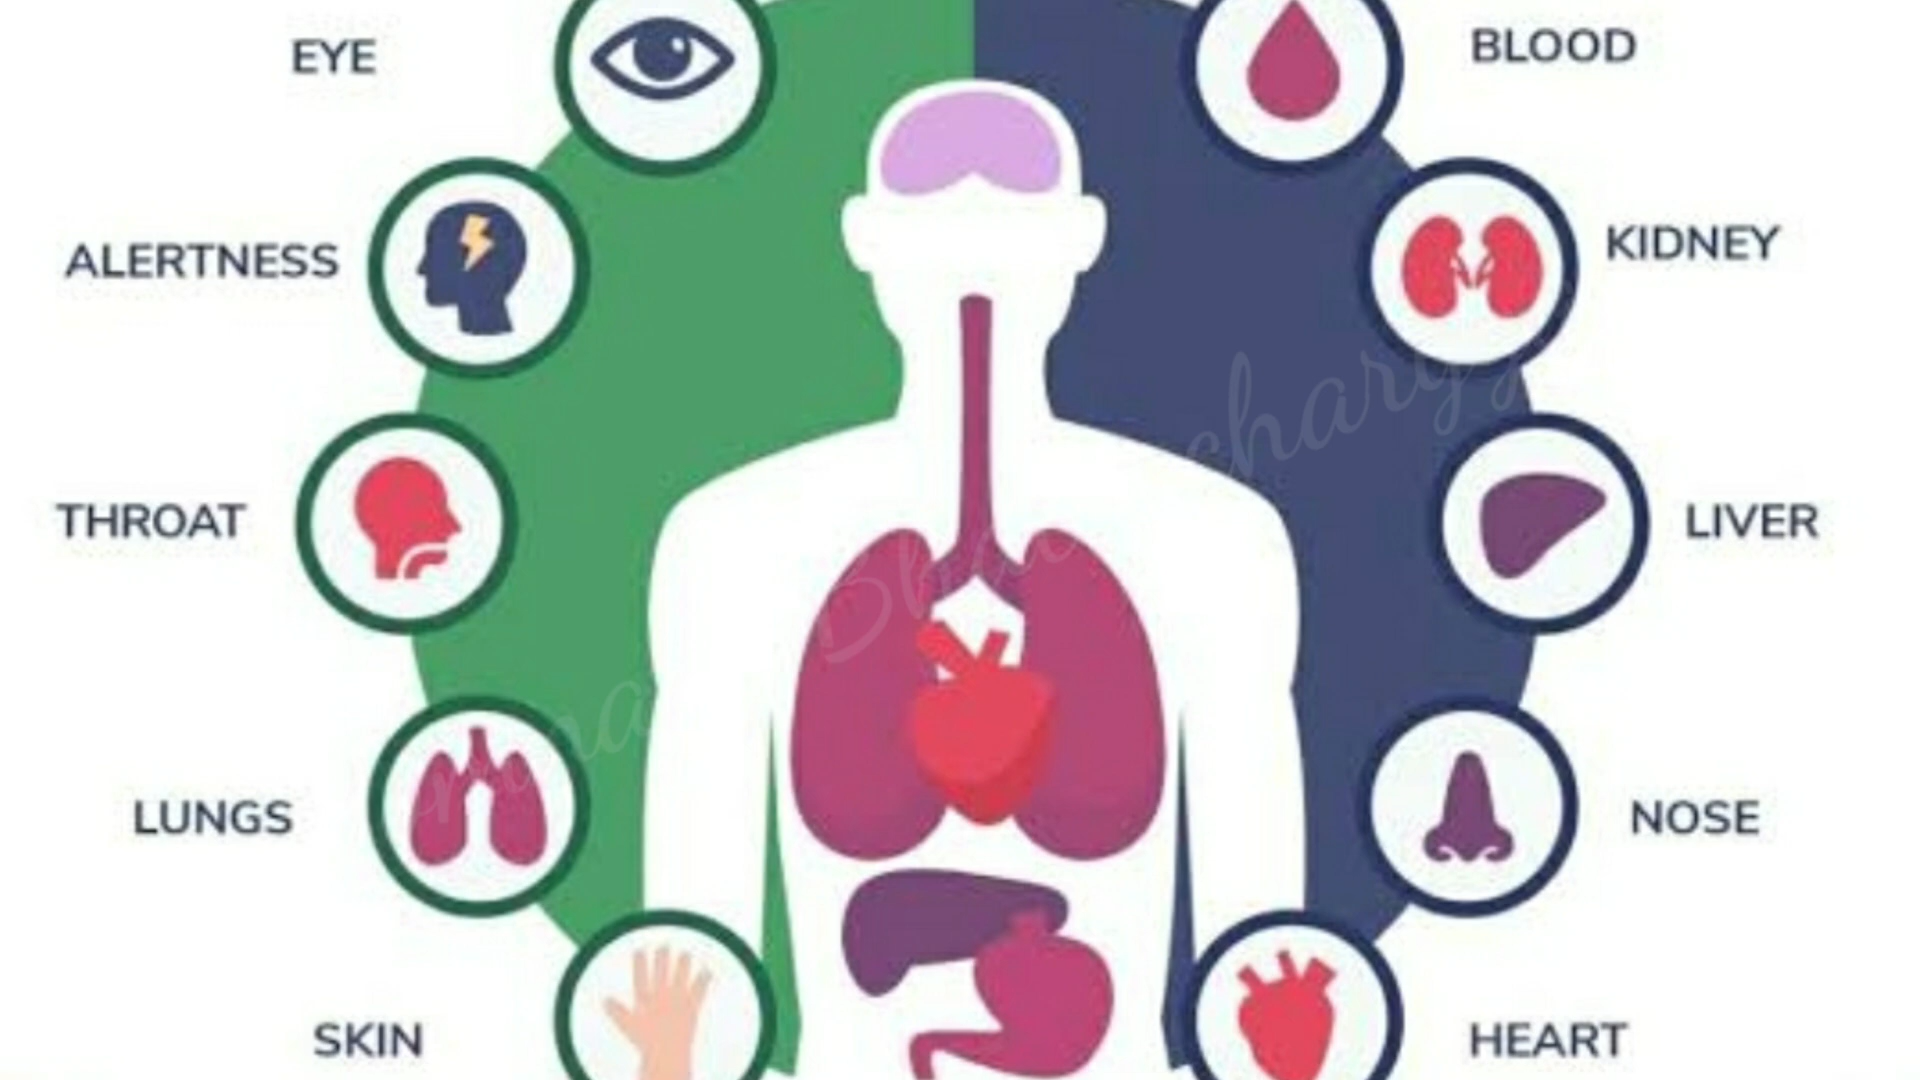 EYE
BLOOD
ALERTNESS
KIDNEY
THROAT
LIVER
LUNGS
NOSE
SKIN
HEART